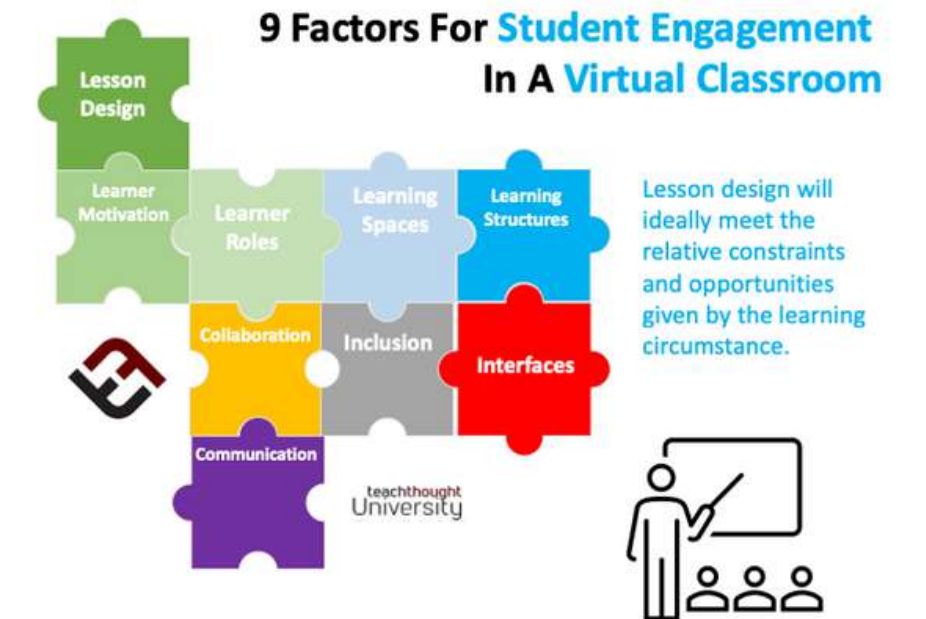 9 Factors For Student Engagement
In A Virtual Classroom
Lesson
Design
Learner
Motivation
Learner
Roles
Learning
Spaces
Learning
Structures
Lesson design will
ideally meet the
relative constraints
and opportunities
given by the learning
circumstance.
Collaboration
Inclusion
Interfaces
Communication
teachthought
University